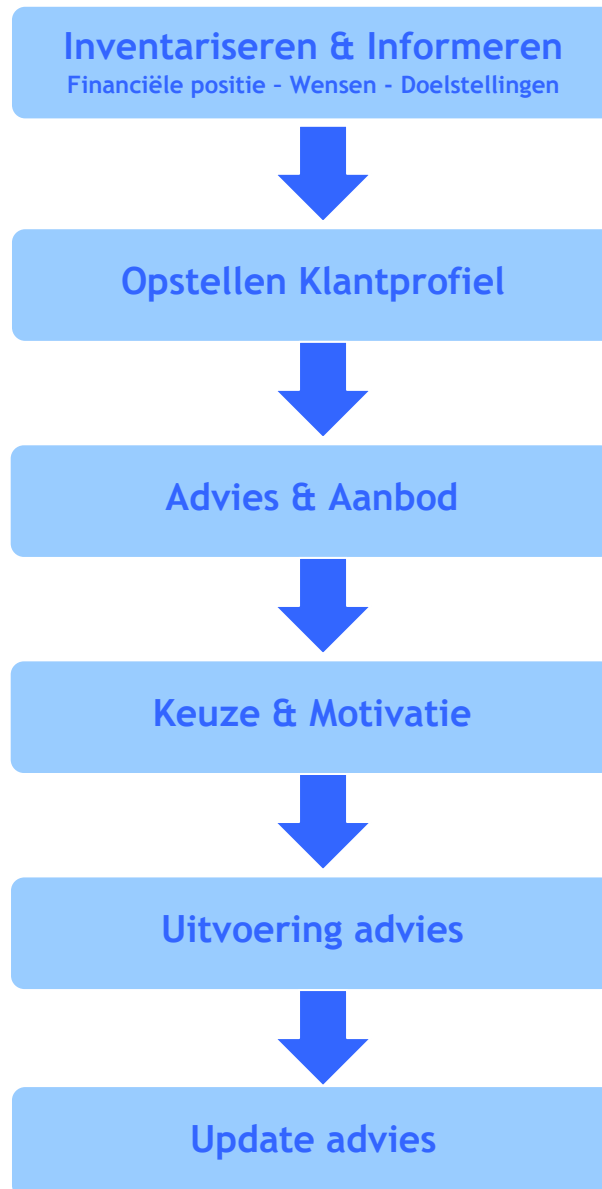 Inventariseren & Informeren
Financiële positie – Wensen - Doelstellingen
Opstellen Klantprofiel
Advies & Aanbod
Keuze & Motivatie
Uitvoering advies
Update advies